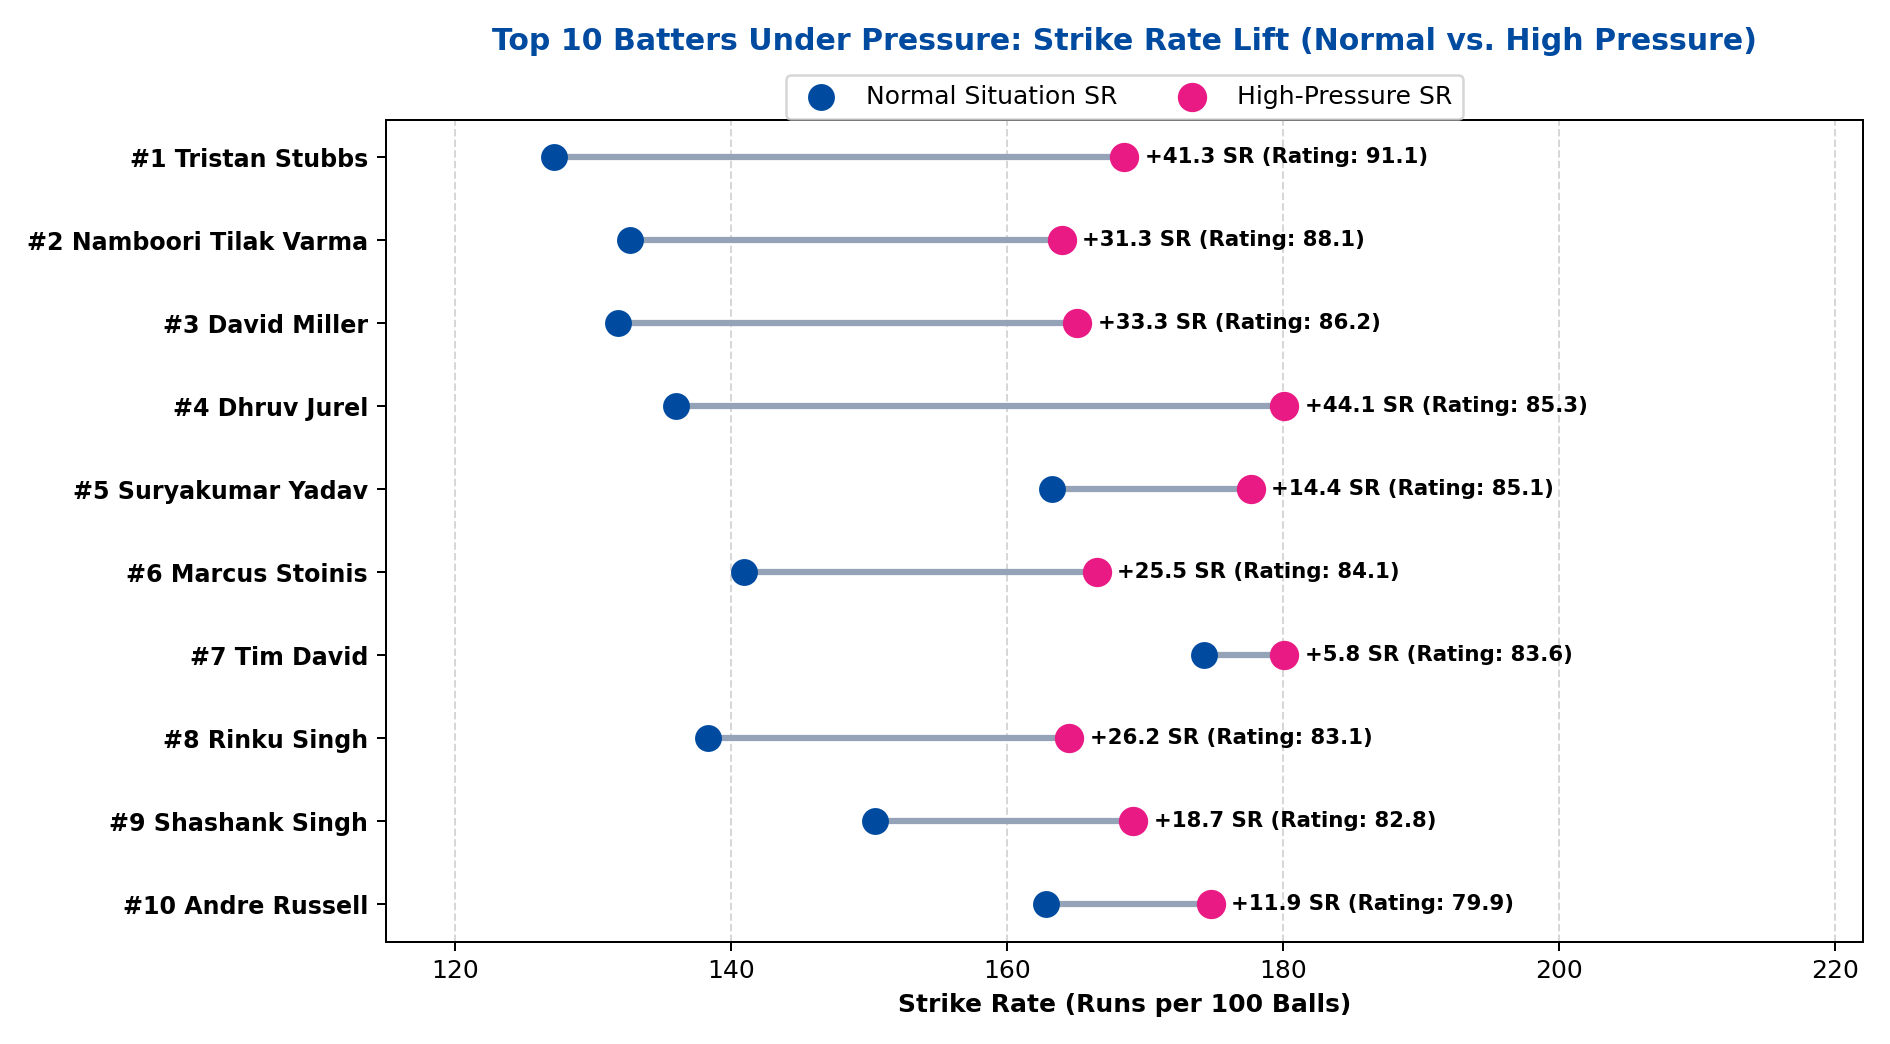 Top 10 Batters Under Pressure: Strike Rate Lift (Normal vs. High Pressure)
Normal Situation SR
High-Pressure SR
#1 Tristan Stubbs
+41.3 SR (Rating: 91.1)
#2 Namboori Tilak Varma
+31.3 SR (Rating: 88.1)
#3 David Miller
+33.3 SR (Rating: 86.2)
#4 Dhruv Jurel
+44.1 SR (Rating: 85.3)
#5 Suryakumar Yadav
+14.4 SR (Rating: 85.1)
#6 Marcus Stoinis
+25.5 SR (Rating: 84.1)
#7 Tim David
+5.8 SR (Rating: 83.6)
#8 Rinku Singh
+26.2 SR (Rating: 83.1)
#9 Shashank Singh
+18.7 SR (Rating: 82.8)
#10 Andre Russell
+11.9 SR (Rating: 79.9)
120 140 160 180 200 220
Strike Rate (Runs per 100 Balls)